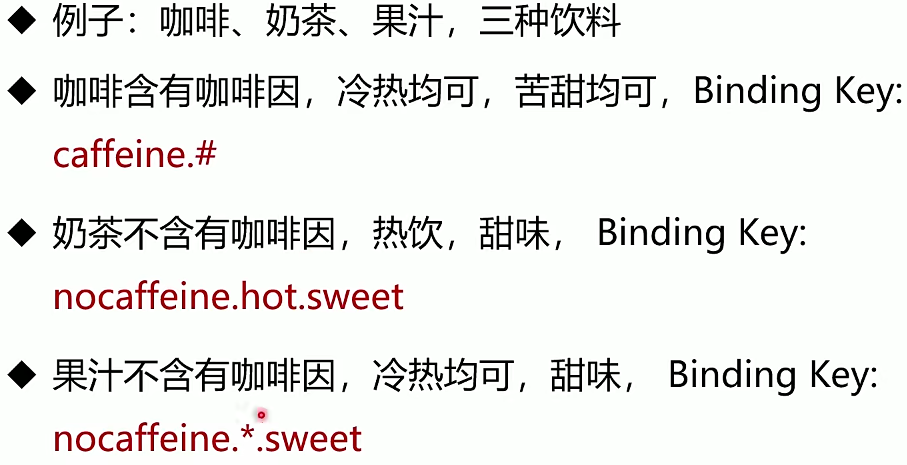 ◆ 例子：咖啡、奶茶、果汁，三种饮料
◆ 咖啡含有咖啡因，冷热均可，苦甜均可，Binding Key:
caffeine.#
◆ 奶茶不含有咖啡因，热饮，甜味， Binding Key:
nocaffeine.hot.sweet
◆ 果汁不含有咖啡因，冷热均可，甜味， Binding Key:
nocaffeine.*.sweet